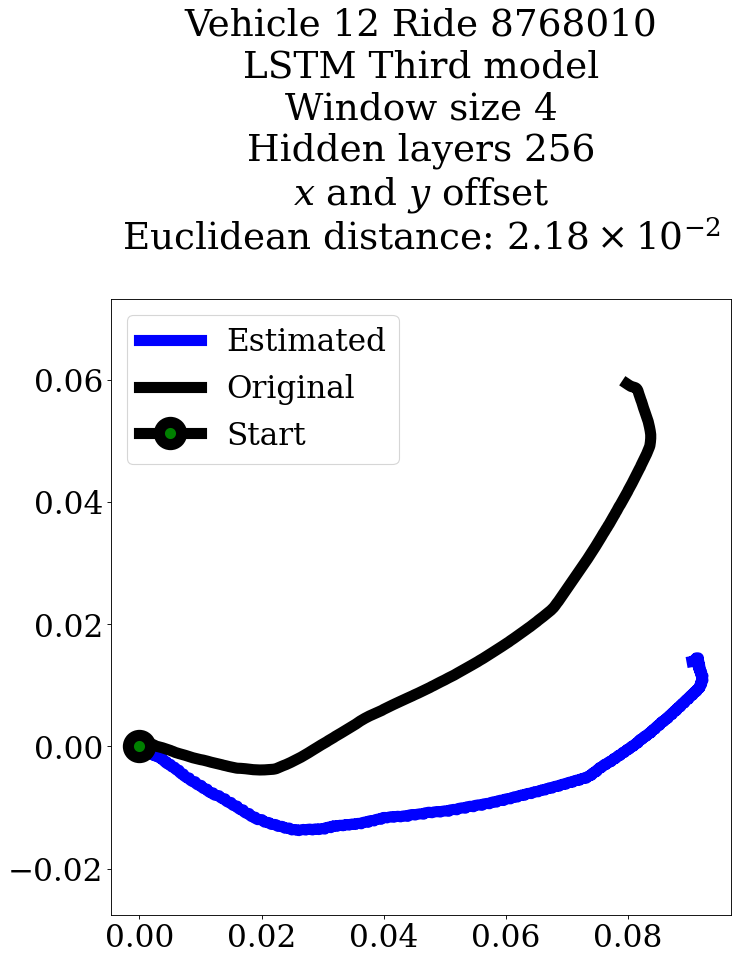 Vehicle 12 Ride 8768010
LSTM Third model
Window size 4
Hidden layers 256
x and y offset
Euclidean distance: 2.18 × 10⁻²
Estimated
Original
Start
0.06
0.04
0.02
0.00
−0.02
0.00 0.02 0.04 0.06 0.08